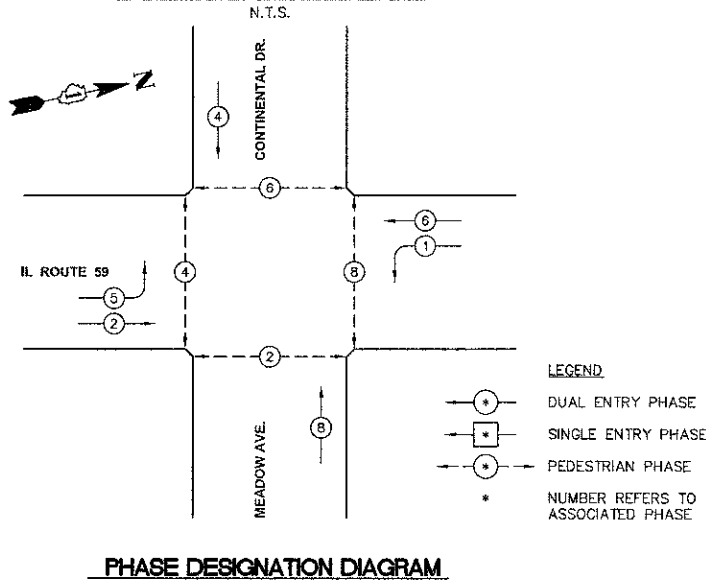 N.T.S.
N
CONTINENTAL DR.
4
6
6
1
IL ROUTE 59
4
8
5
2
2
MEADOW AVE.
8
LEGEND
* DUAL ENTRY PHASE
* SINGLE ENTRY PHASE
* PEDESTRIAN PHASE
* NUMBER REFERS TO
ASSOCIATED PHASE
PHASE DESIGNATION DIAGRAM